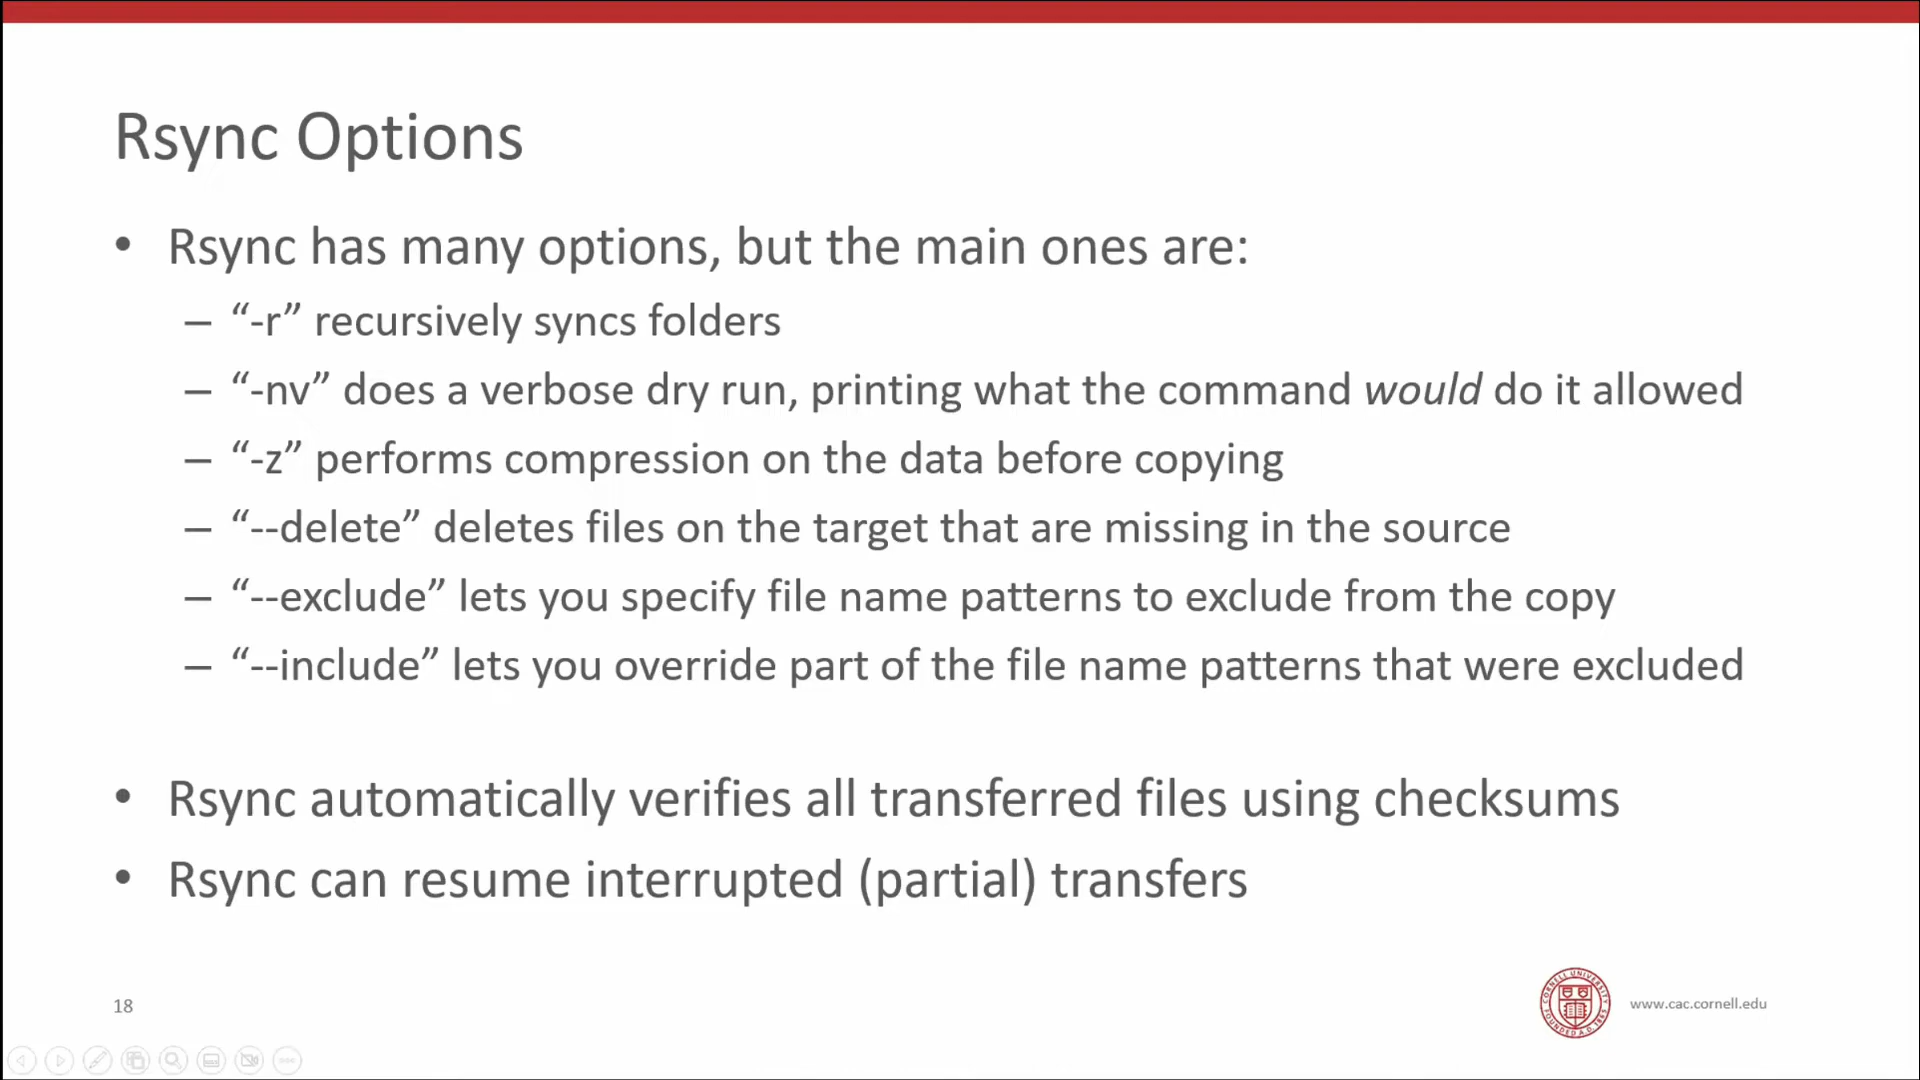 Rsync Options
• Rsync has many options, but the main ones are:
– “-r” recursively syncs folders
– “-nv” does a verbose dry run, printing what the command would do it allowed
– “-z” performs compression on the data before copying
– “--delete” deletes files on the target that are missing in the source
– “--exclude” lets you specify file name patterns to exclude from the copy
– “--include” lets you override part of the file name patterns that were excluded
• Rsync automatically verifies all transferred files using checksums
• Rsync can resume interrupted (partial) transfers
18
CORNELL UNIVERSITY
FOUNDED A.D. 1865
www.cac.cornell.edu